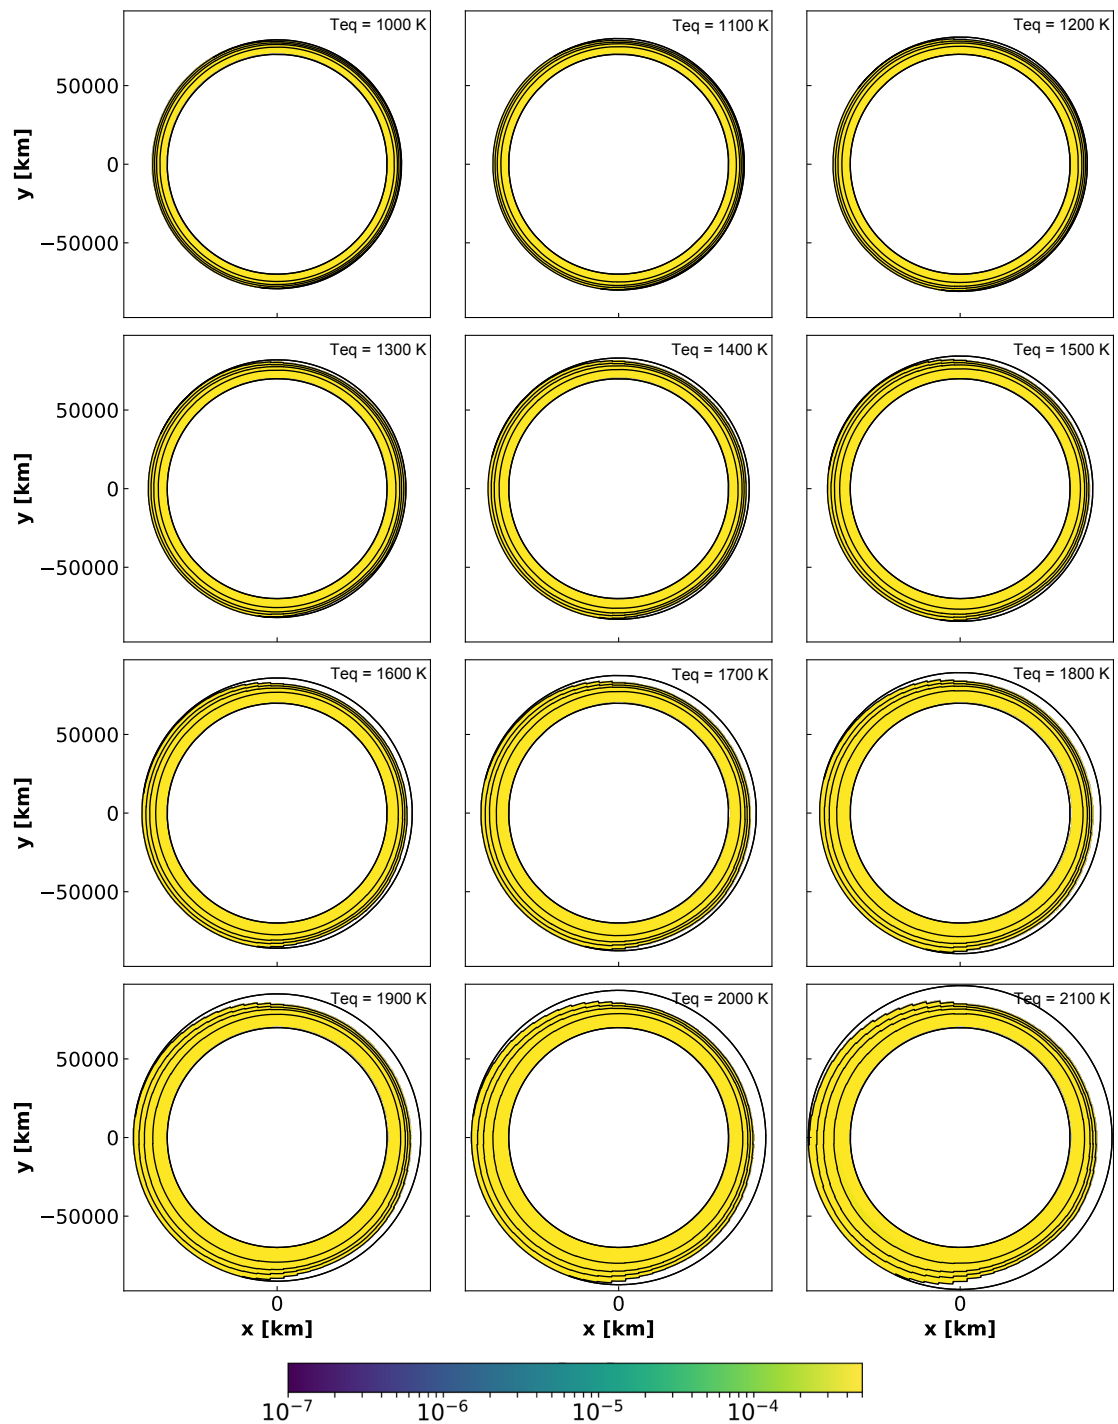 Teq = 1000 K
Teq = 1100 K
Teq = 1200 K
50000
0
−50000
y [km]
Teq = 1300 K
Teq = 1400 K
Teq = 1500 K
50000
0
−50000
y [km]
Teq = 1600 K
Teq = 1700 K
Teq = 1800 K
50000
0
−50000
y [km]
Teq = 1900 K
Teq = 2000 K
Teq = 2100 K
50000
0
−50000
y [km]
0
0
0
x [km]
x [km]
x [km]
10⁻⁷
10⁻⁶
10⁻⁵
10⁻⁴